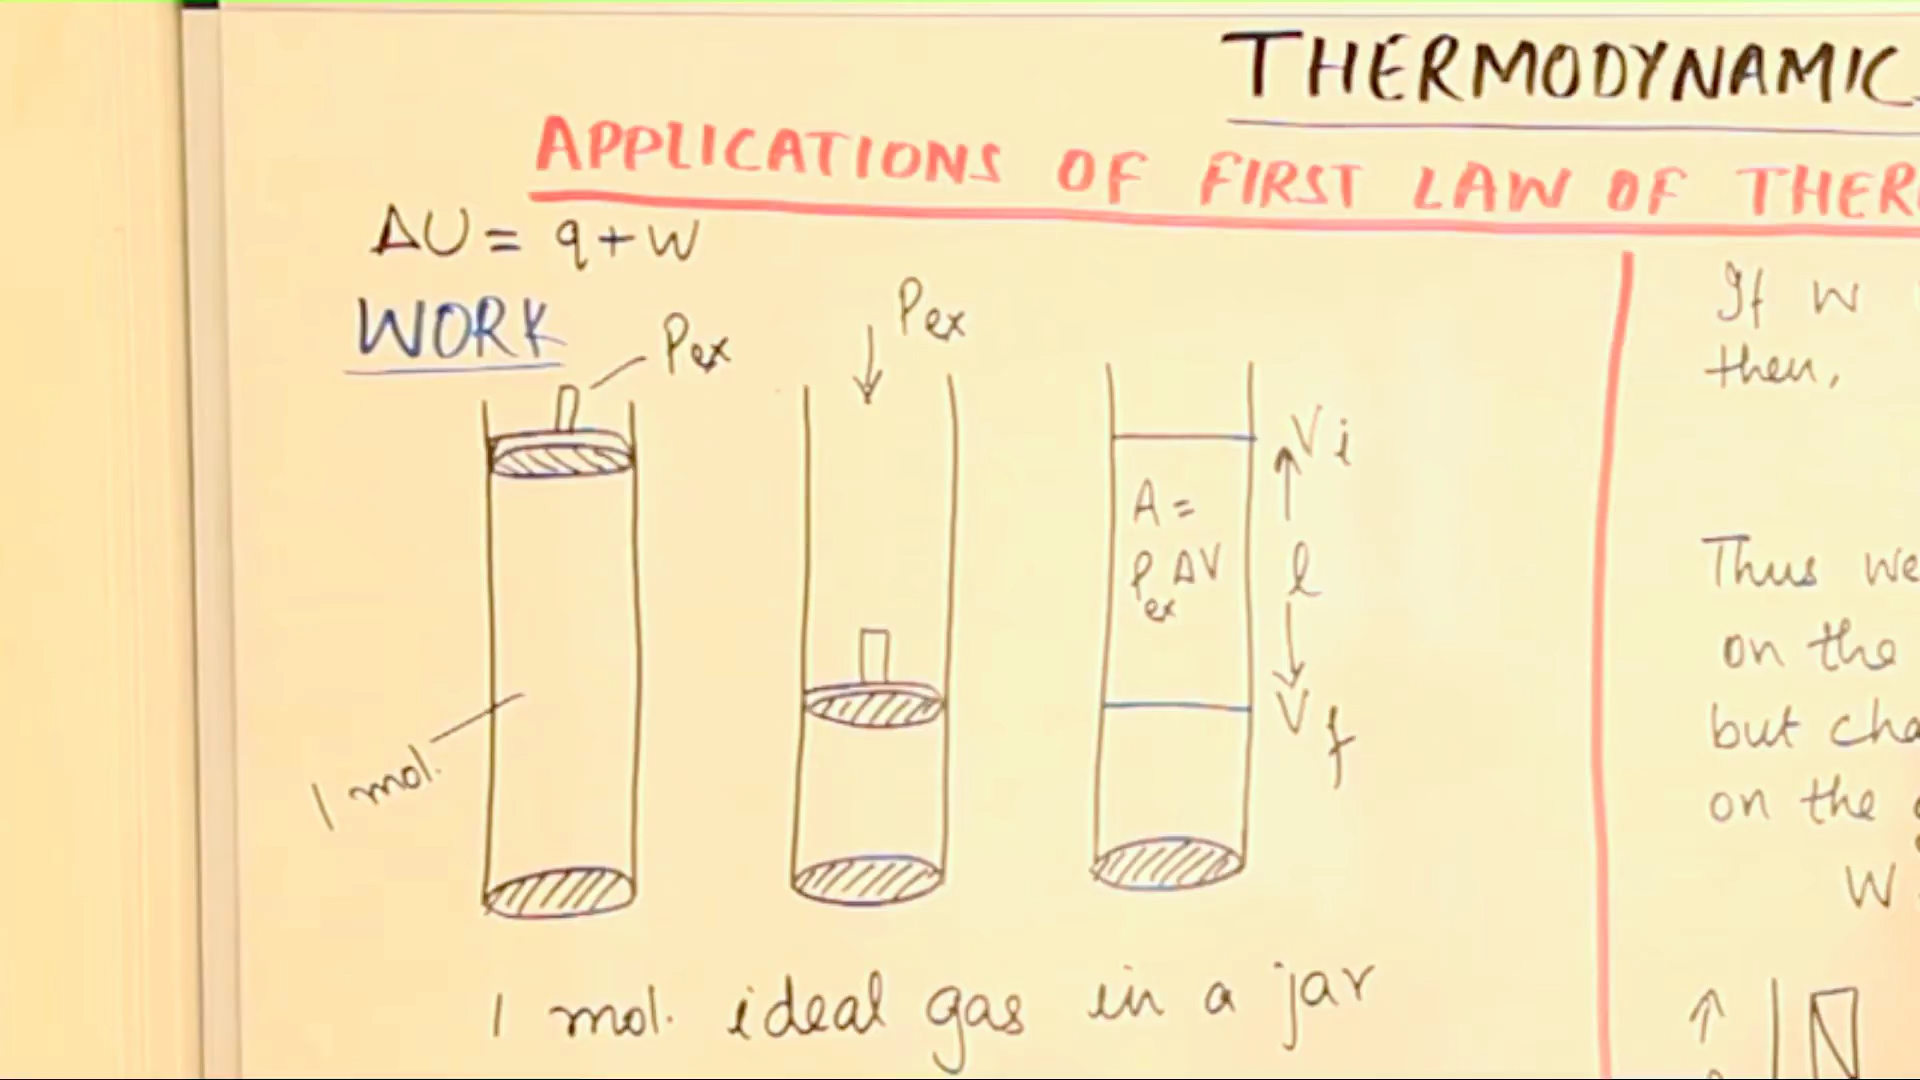 THERMODYNAMIC
APPLICATIONS OF FIRST LAW OF THER
ΔU = q + W
WORK
Pex
Pex
Vi
A =
Pex ΔV
l
Vf
1 mol.
1 mol. ideal gas in a jar
If W
then,
Thus we
on the
but cha
on the
W